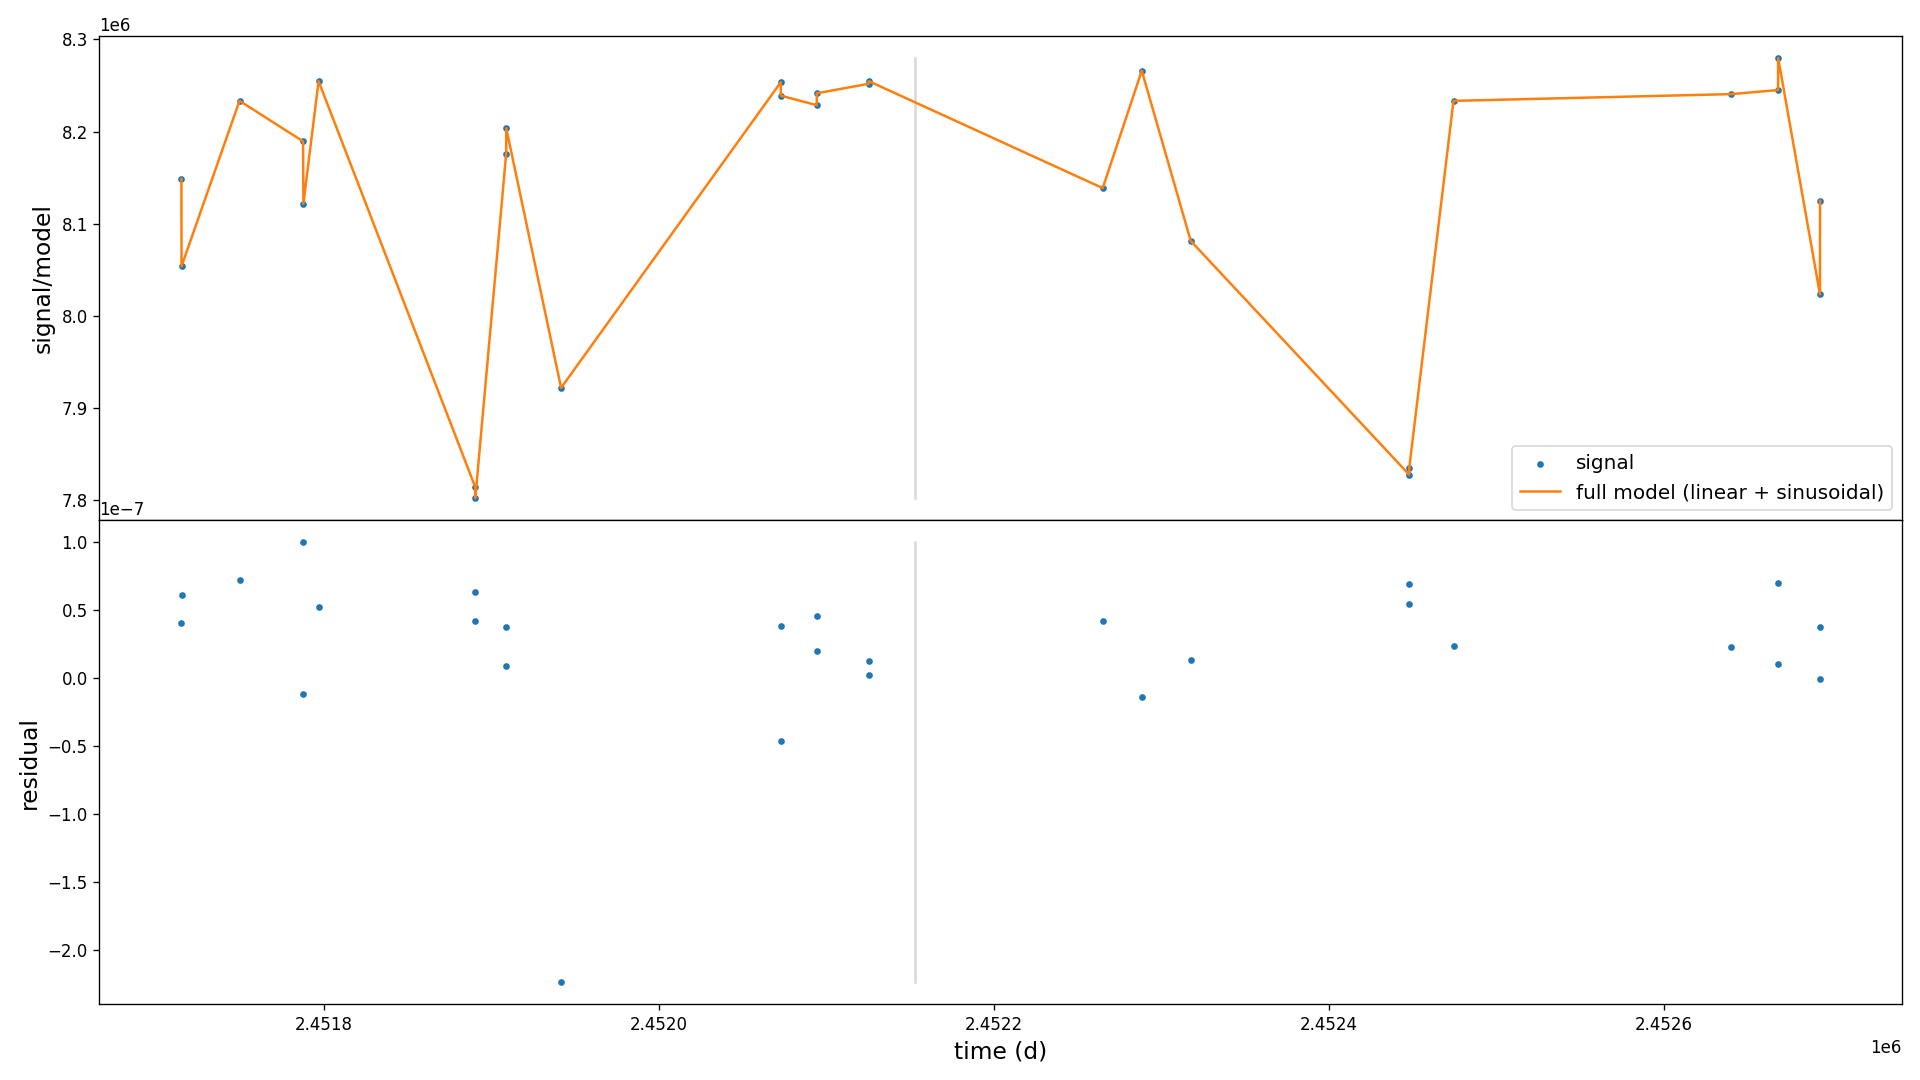 1e6
8.3
8.2
8.1
8.0
7.9
7.8
signal/model
signal
full model (linear + sinusoidal)
1e−7
1.0
0.5
0.0
−0.5
−1.0
−1.5
−2.0
residual
2.4518 2.4520 2.4522 2.4524 2.4526
1e6
time (d)